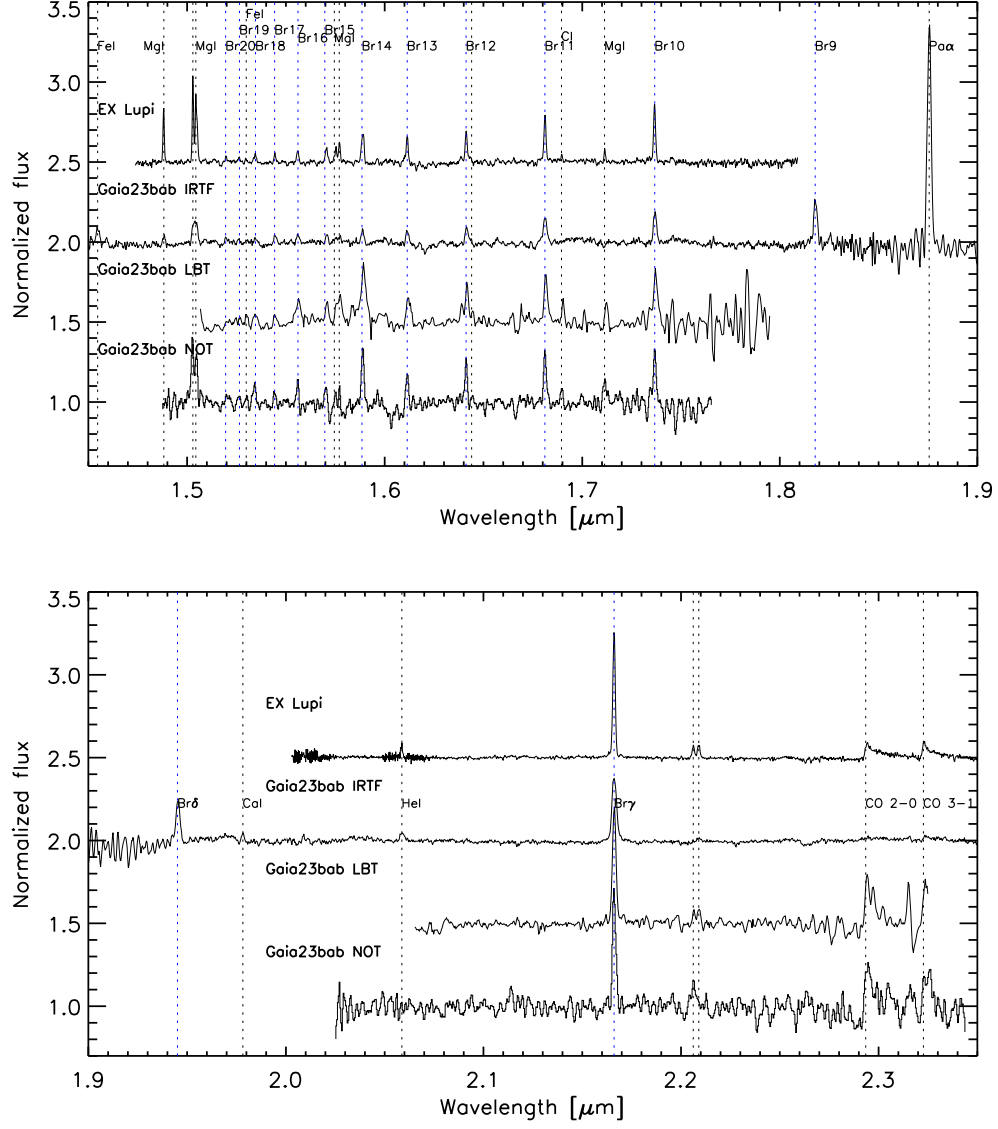 3.5
3.0
2.5
2.0
1.5
1.0
Normalized flux
FeI
Br19
Br17
Br15
Br16
MgI
CI
FeI
MgI
MgI
Br20
Br18
Br14
Br13
Br12
Br11
MgI
Br10
Br9
Paα
EX Lupi
Gaia23bab IRTF
Gaia23bab LBT
Gaia23bab NOT
1.5
1.6
1.7
1.8
1.9
Wavelength [μm]
3.5
3.0
2.5
2.0
1.5
1.0
Normalized flux
EX Lupi
Gaia23bab IRTF
Brδ
CaI
HeI
Brγ
CO 2-0
CO 3-1
Gaia23bab LBT
Gaia23bab NOT
1.9
2.0
2.1
2.2
2.3
Wavelength [μm]